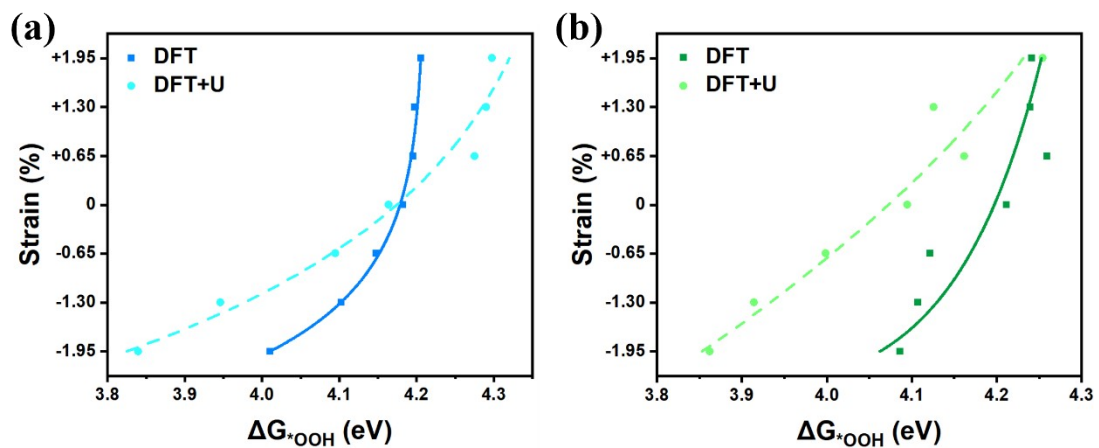 (a)
DFT
DFT+U
+1.95
+1.30
+0.65
0
-0.65
-1.30
-1.95
Strain (%)
3.8 3.9 4.0 4.1 4.2 4.3
ΔG*OOH (eV)
(b)
DFT
DFT+U
+1.95
+1.30
+0.65
0
-0.65
-1.30
-1.95
Strain (%)
3.8 3.9 4.0 4.1 4.2 4.3
ΔG*OOH (eV)